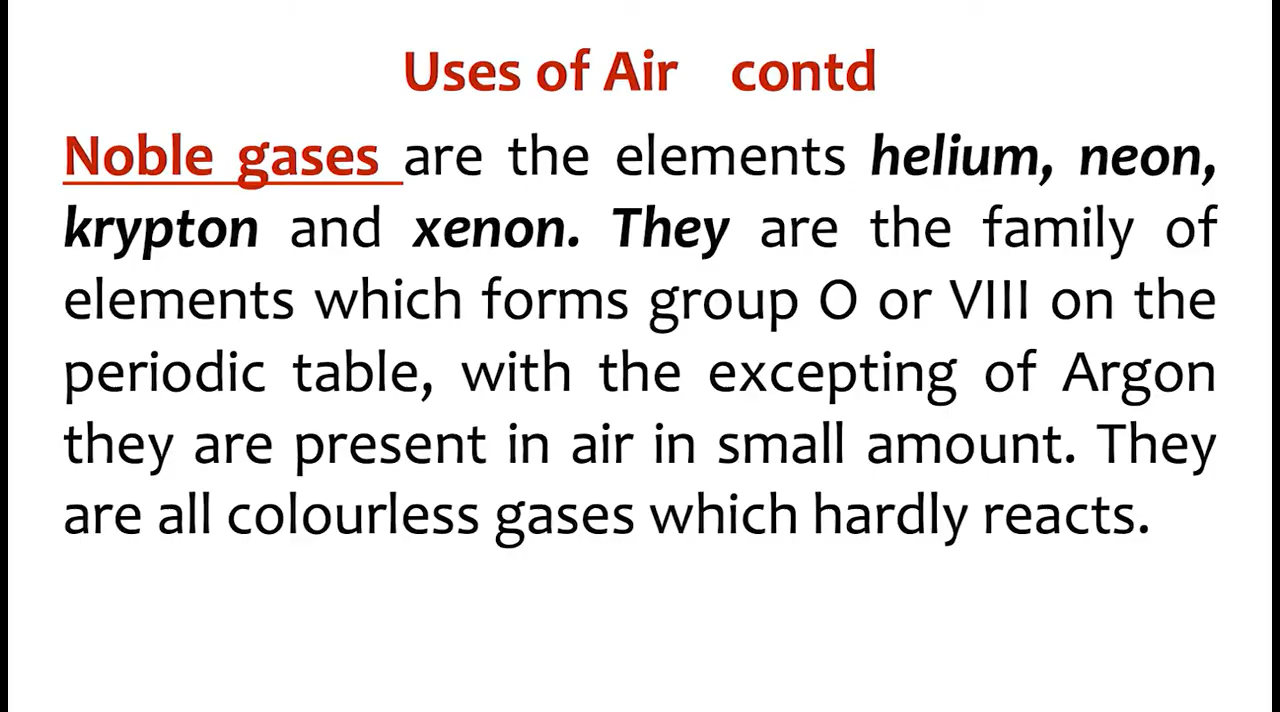 Uses of Air contd
Noble gases are the elements helium, neon,
krypton and xenon. They are the family of
elements which forms group O or VIII on the
periodic table, with the excepting of Argon
they are present in air in small amount. They
are all colourless gases which hardly reacts.